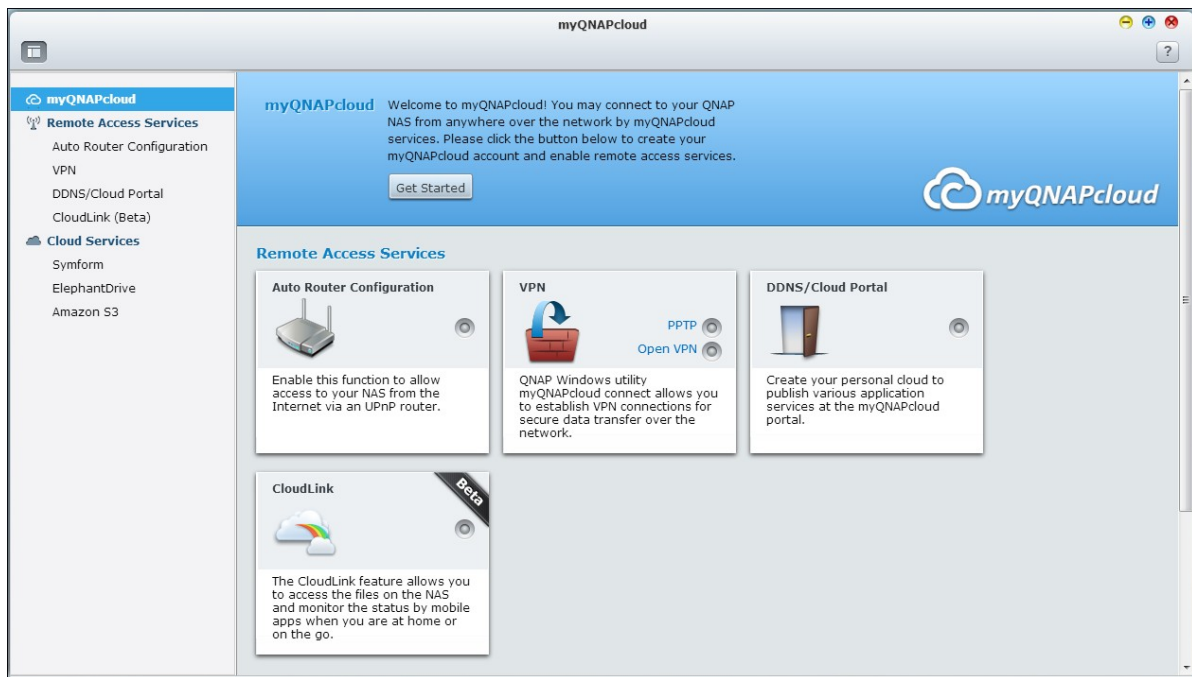 myQNAPcloud
?
myQNAPcloud
Remote Access Services
Auto Router Configuration
VPN
DDNS/Cloud Portal
CloudLink (Beta)
Cloud Services
Symform
ElephantDrive
Amazon S3
myQNAPcloud
Welcome to myQNAPcloud! You may connect to your QNAP
NAS from anywhere over the network by myQNAPcloud
services. Please click the button below to create your
myQNAPcloud account and enable remote access services.
Get Started
myQNAPcloud
Remote Access Services
Auto Router Configuration
Enable this function to allow
access to your NAS from the
Internet via an UPnP router.
VPN
PPTP
Open VPN
QNAP Windows utility
myQNAPcloud connect allows you
to establish VPN connections for
secure data transfer over the
network.
DDNS/Cloud Portal
Create your personal cloud to
publish various application
services at the myQNAPcloud
portal.
CloudLink
Beta
The CloudLink feature allows you
to access the files on the NAS
and monitor the status by mobile
apps when you are at home or
on the go.